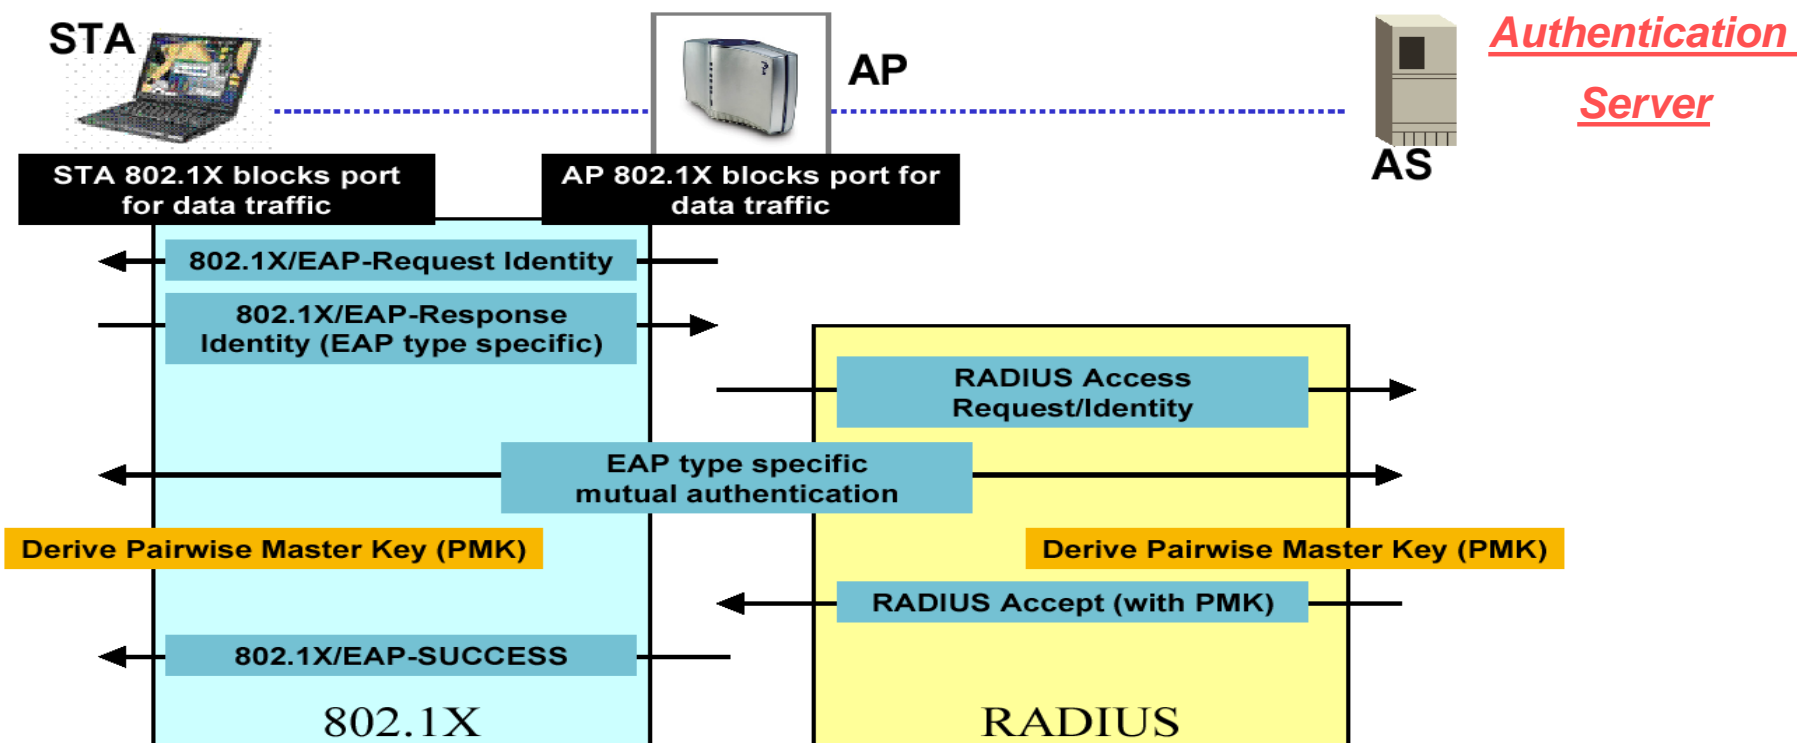 STA
AP
Authentication
Server
AS
STA 802.1X blocks port
for data traffic
AP 802.1X blocks port for
data traffic
802.1X/EAP-Request Identity
802.1X/EAP-Response
Identity (EAP type specific)
RADIUS Access
Request/Identity
EAP type specific
mutual authentication
Derive Pairwise Master Key (PMK)
Derive Pairwise Master Key (PMK)
RADIUS Accept (with PMK)
802.1X/EAP-SUCCESS
802.1X
RADIUS